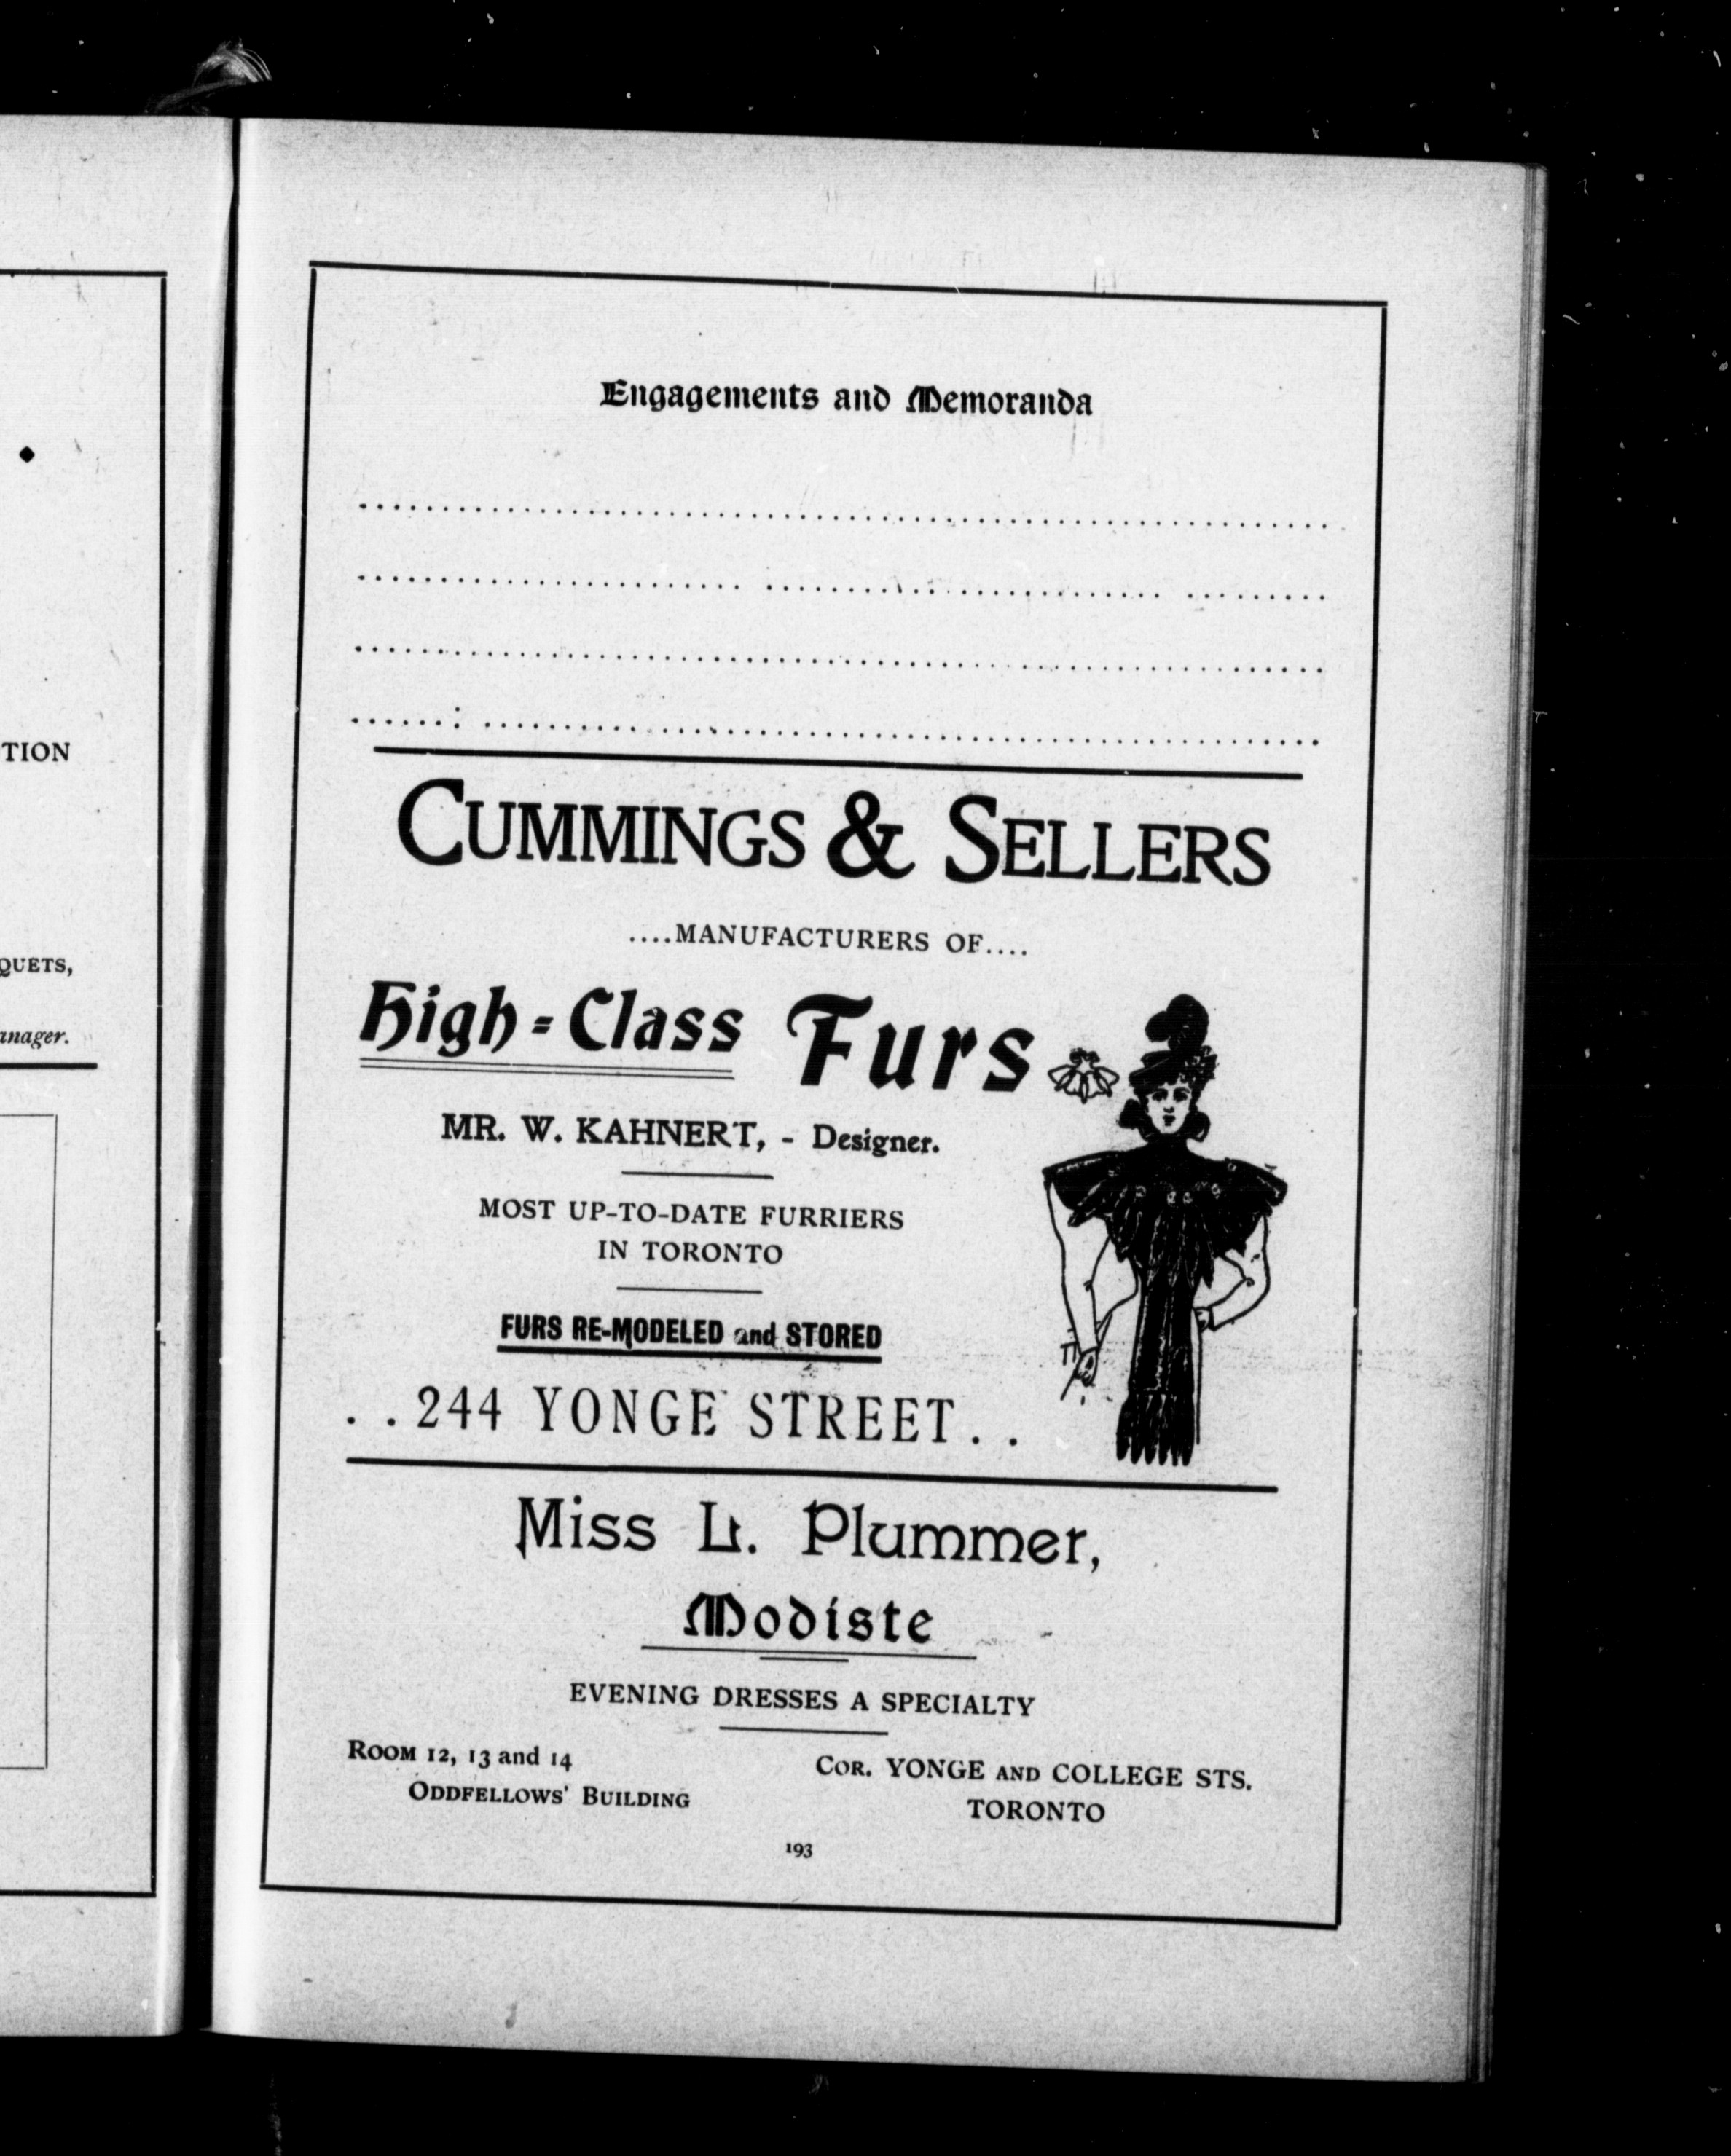 TION
QUETS,
anager.
Engagements and Memoranda
CUMMINGS & SELLERS
....MANUFACTURERS OF....
High-Class Furs
MR. W. KAHNERT, - Designer.
MOST UP-TO-DATE FURRIERS
IN TORONTO
FURS RE-MODELED and STORED
. . 244 YONGE STREET . .
Miss L. Plummer,
Modiste
EVENING DRESSES A SPECIALTY
ROOM 12, 13 and 14
ODDFELLOWS' BUILDING
COR. YONGE AND COLLEGE STS.
TORONTO
193